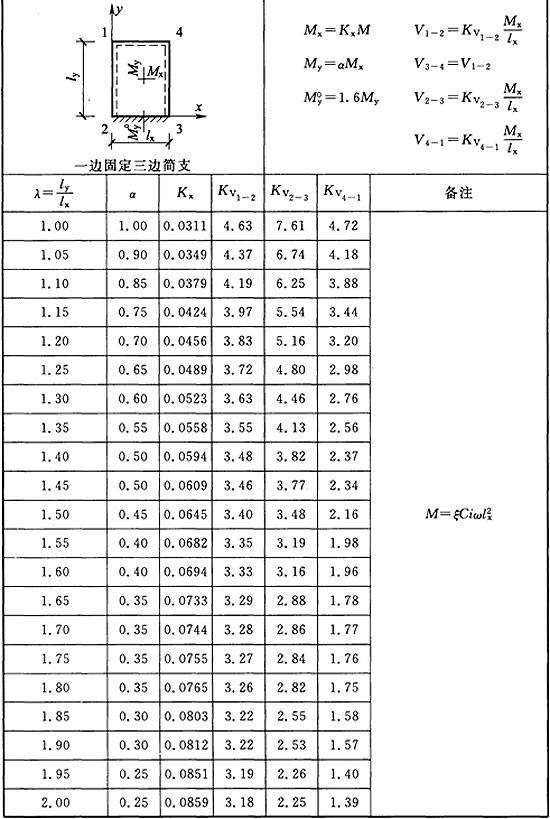 y
1 4
l_y
M_y M_x
x
2 M_y^0 l_x 3
一边固定三边简支
M_x=K_xM V_{1-2}=K_{V_{1-2}} M_x/l_x
M_y=αM_x V_{3-4}=V_{1-2}
M_y^0=1.6M_y V_{2-3}=K_{V_{2-3}} M_x/l_x
V_{4-1}=K_{V_{4-1}} M_x/l_x
λ=l_y/l_x α K_x K_{V_{1-2}} K_{V_{2-3}} K_{V_{4-1}} 备注
1.00 1.00 0.0311 4.63 7.61 4.72
1.05 0.90 0.0349 4.37 6.74 4.18
1.10 0.85 0.0379 4.19 6.25 3.88
1.15 0.75 0.0424 3.97 5.54 3.44
1.20 0.70 0.0456 3.83 5.16 3.20
1.25 0.65 0.0489 3.72 4.80 2.98
1.30 0.60 0.0523 3.63 4.46 2.76
1.35 0.55 0.0558 3.55 4.13 2.56
1.40 0.50 0.0594 3.48 3.82 2.37
1.45 0.50 0.0609 3.46 3.77 2.34
1.50 0.45 0.0645 3.40 3.48 2.16 M=ξCiωl_x^2
1.55 0.40 0.0682 3.35 3.19 1.98
1.60 0.40 0.0694 3.33 3.16 1.96
1.65 0.35 0.0733 3.29 2.88 1.78
1.70 0.35 0.0744 3.28 2.86 1.77
1.75 0.35 0.0755 3.27 2.84 1.76
1.80 0.35 0.0765 3.26 2.82 1.75
1.85 0.30 0.0803 3.22 2.55 1.58
1.90 0.30 0.0812 3.22 2.53 1.57
1.95 0.25 0.0851 3.19 2.26 1.40
2.00 0.25 0.0859 3.18 2.25 1.39